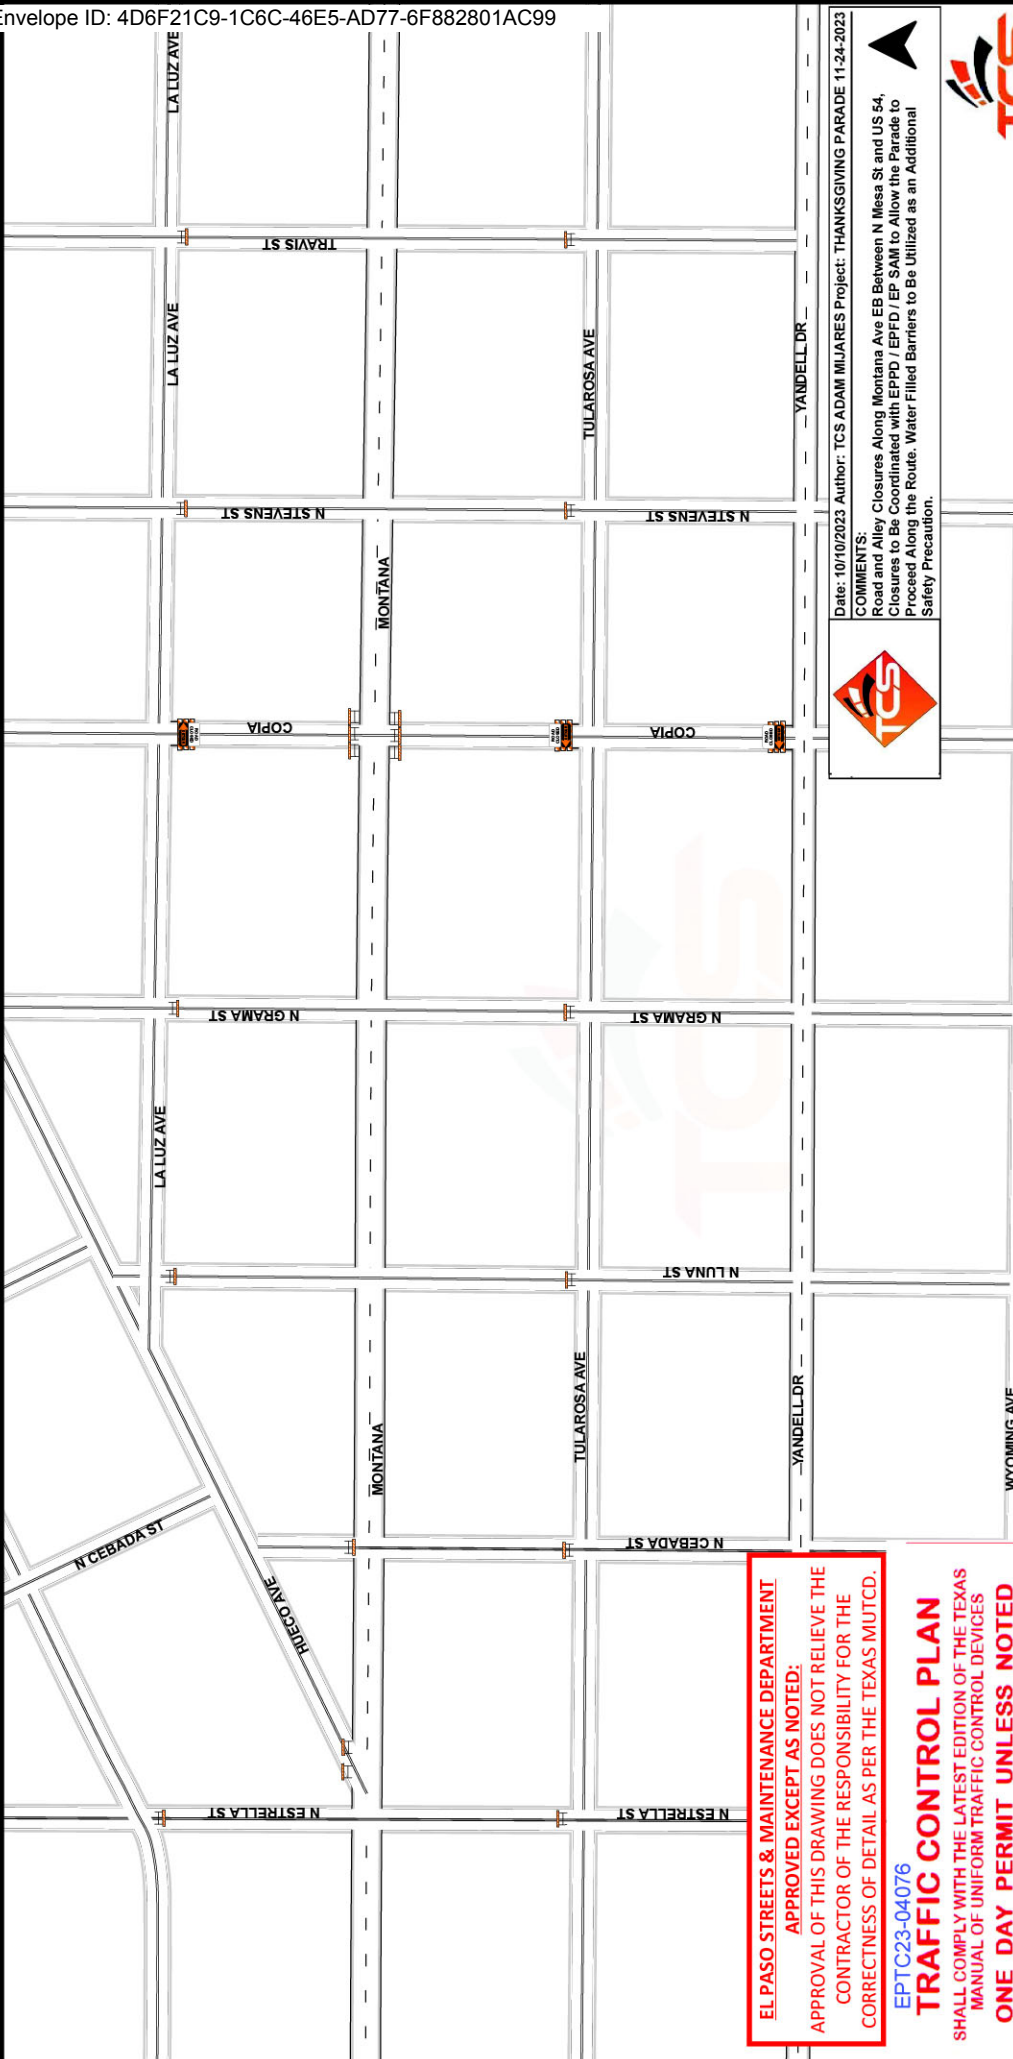 Envelope ID: 4D6F21C9-1C6C-46E5-AD77-6F882801AC99
LA LUZ AVE
TRAVIS ST
LA LUZ AVE
TULAROSA AVE
YANDELL DR
N STEVENS ST
N STEVENS ST
MONTANA
COPIA
COPIA
ROAD
CLOSED
ROAD
CLOSED
ROAD
CLOSED
N GRAMA ST
N GRAMA ST
LA LUZ AVE
N LUNA ST
TULAROSA AVE
YANDELL DR
MONTANA
WYOMING AVE
N CEBADA ST
N CEBADA ST
HUECO AVE
N ESTRELLA ST
N ESTRELLA ST
TCS
Date: 10/10/2023 Author: TCS ADAM MIJARES Project: THANKSGIVING PARADE 11-24-2023
COMMENTS:
Road and Alley Closures Along Montana Ave EB Between N Mesa St and US 54,
Closures to Be Coordinated with EPPD / EPFD / EP SAM to Allow the Parade to
Proceed Along the Route. Water Filled Barriers to Be Utilized as an Additional
Safety Precaution.
TCS
TCS
EL PASO STREETS & MAINTENANCE DEPARTMENT
APPROVED EXCEPT AS NOTED:
APPROVAL OF THIS DRAWING DOES NOT RELIEVE THE
CONTRACTOR OF THE RESPONSIBILITY FOR THE
CORRECTNESS OF DETAIL AS PER THE TEXAS MUTCD.
EPTC23-04076
TRAFFIC CONTROL PLAN
SHALL COMPLY WITH THE LATEST EDITION OF THE TEXAS
MANUAL OF UNIFORM TRAFFIC CONTROL DEVICES
ONE DAY PERMIT UNLESS NOTED